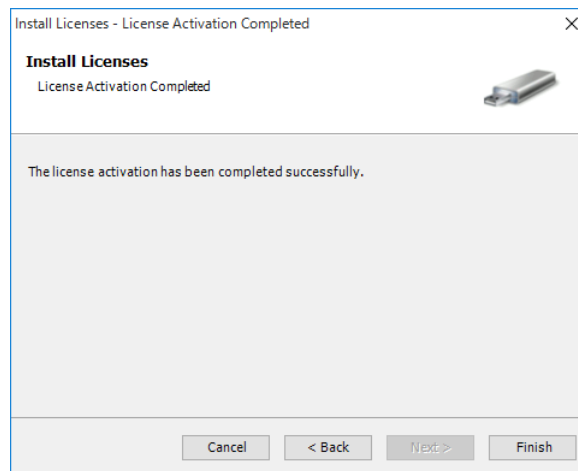 Install Licenses - License Activation Completed
Install Licenses
License Activation Completed
The license activation has been completed successfully.
Cancel
< Back
Next >
Finish